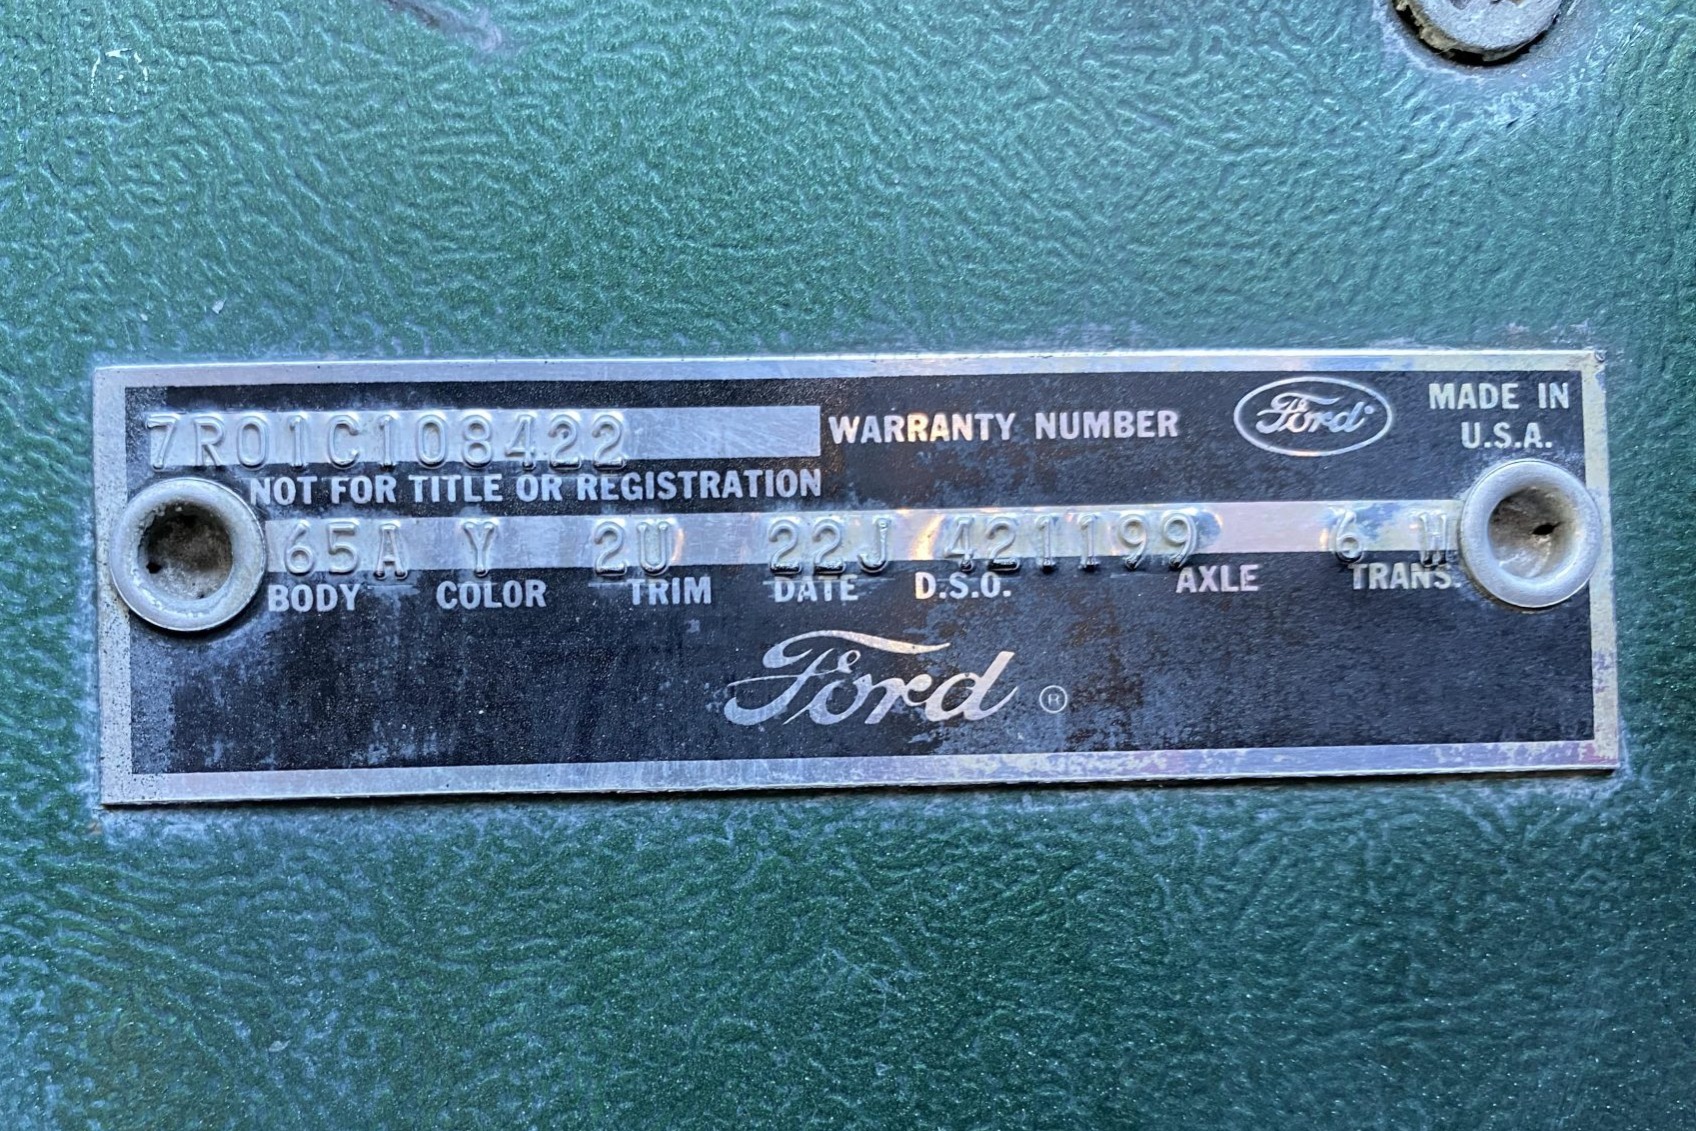 7R01C108422 WARRANTY NUMBER Ford MADE IN
U.S.A.
NOT FOR TITLE OR REGISTRATION
65A Y 2U 22J 421199 6 H
BODY COLOR TRIM DATE D.S.O. AXLE TRANS.
Ford ®